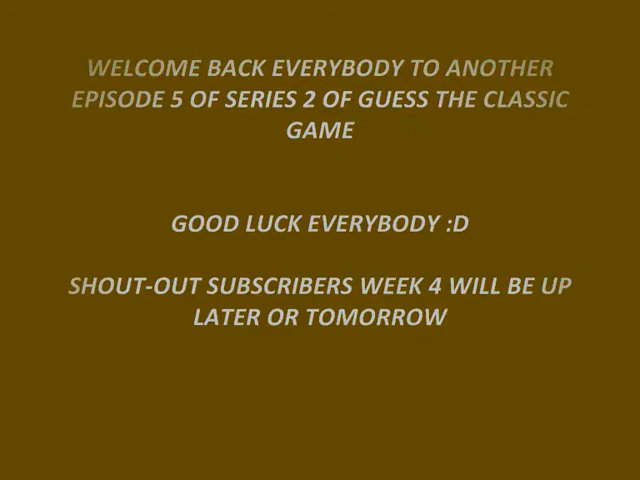 WELCOME BACK EVERYBODY TO ANOTHER
EPISODE 5 OF SERIES 2 OF GUESS THE CLASSIC
GAME
GOOD LUCK EVERYBODY :D
SHOUT-OUT SUBSCRIBERS WEEK 4 WILL BE UP
LATER OR TOMORROW